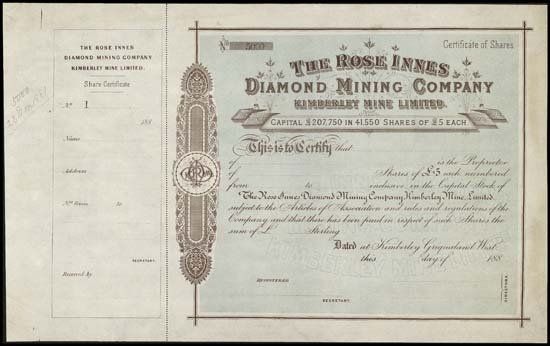 THE ROSE INNES
DIAMOND MINING COMPANY
KIMBERLEY MINE LIMITED.
Share Certificate
No 1
188
Name
Address
Nos From to
SECRETARY.
Received by
No 5000
Certificate of Shares
THE ROSE INNES
DIAMOND MINING COMPANY
KIMBERLEY MINE LIMITED.
CAPITAL £207,750 IN 41,550 SHARES OF £5 EACH.
This is to Certify that
of is the Proprietor
of Shares of £5 each numbered
from to inclusive in the Capital Stock of
The Rose Innes Diamond Mining Company, Kimberley Mine, Limited
subject to the Articles of Association and rules and regulations of the
Company and that there has been paid in respect of such Shares the
sum of £ Sterling
Dated at Kimberley Griqualand West
this day of 188
REGISTERED
SECRETARY.
DIRECTORS.